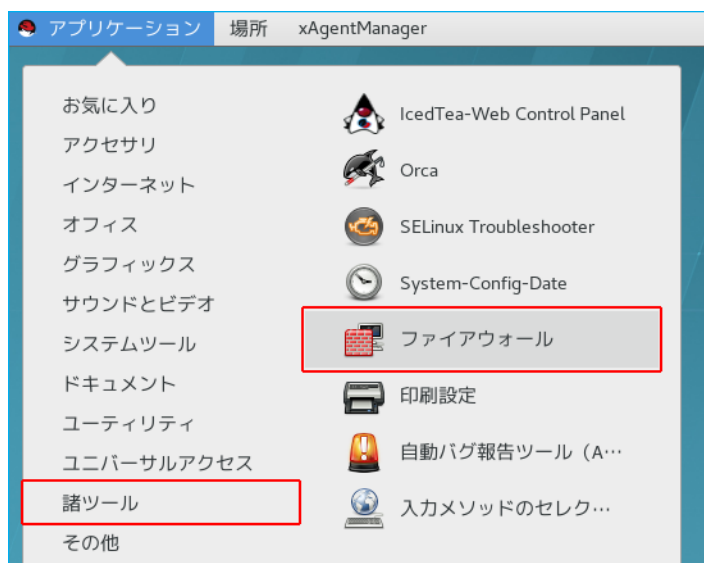 アプリケーション 場所 xAgentManager
お気に入り
アクセサリ
インターネット
オフィス
グラフィックス
サウンドとビデオ
システムツール
ドキュメント
ユーティリティ
ユニバーサルアクセス
諸ツール
その他
IcedTea-Web Control Panel
Orca
SELinux Troubleshooter
System-Config-Date
ファイアウォール
印刷設定
自動バグ報告ツール（A…
入力メソッドのセレク…